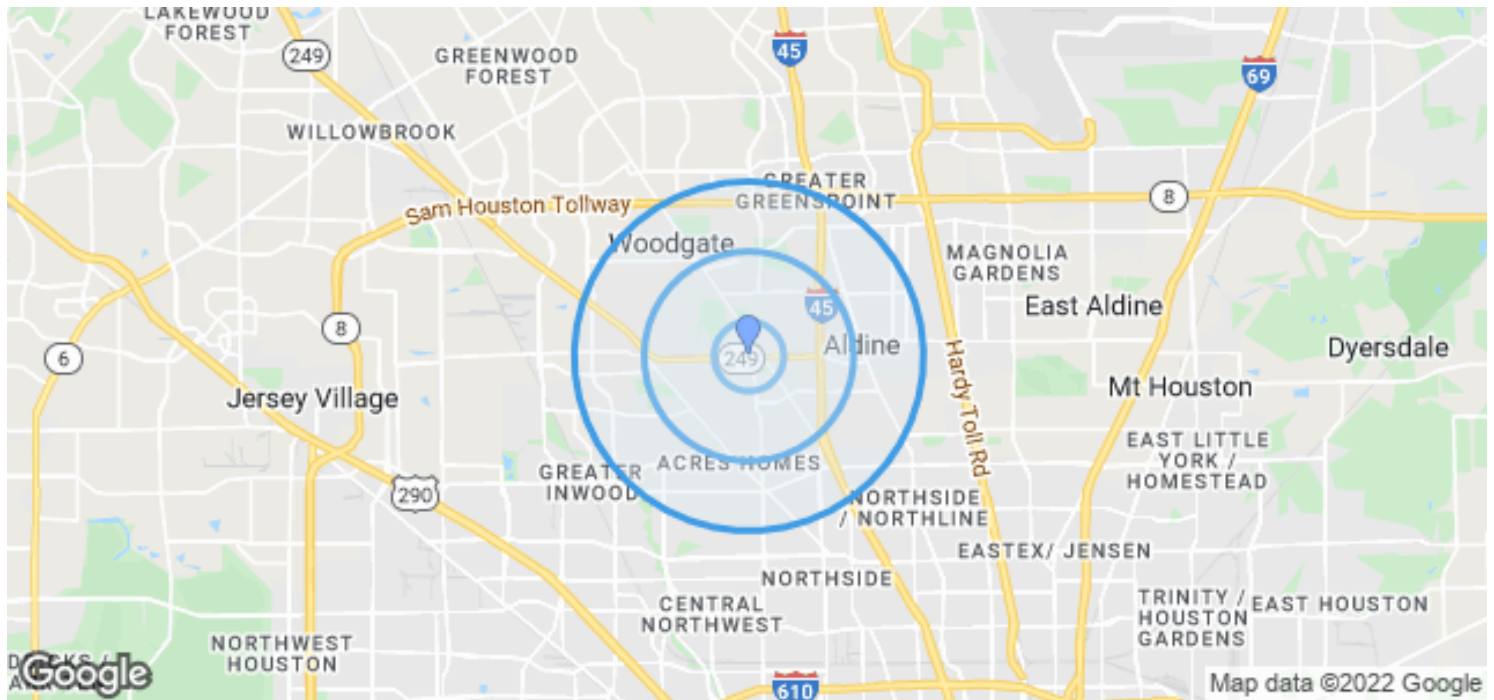 LAKEWOOD
FOREST
249
GREENWOOD
FOREST
45
69
WILLOWBROOK
GREATER
GREENSPOINT
8
Sam Houston Tollway
Woodgate
MAGNOLIA
GARDENS
45
East Aldine
8
6
249
Aldine
Dyersdale
Jersey Village
Hardy Toll Rd
Mt Houston
EAST LITTLE
YORK /
HOMESTEAD
ACRES HOMES
GREATER
INWOOD
290
NORTHSIDE
/ NORTHLINE
EASTEX/ JENSEN
NORTHSIDE
CENTRAL
NORTHWEST
TRINITY /
HOUSTON
GARDENS
EAST HOUSTON
NORTHWEST
HOUSTON
Google
610
Map data ©2022 Google